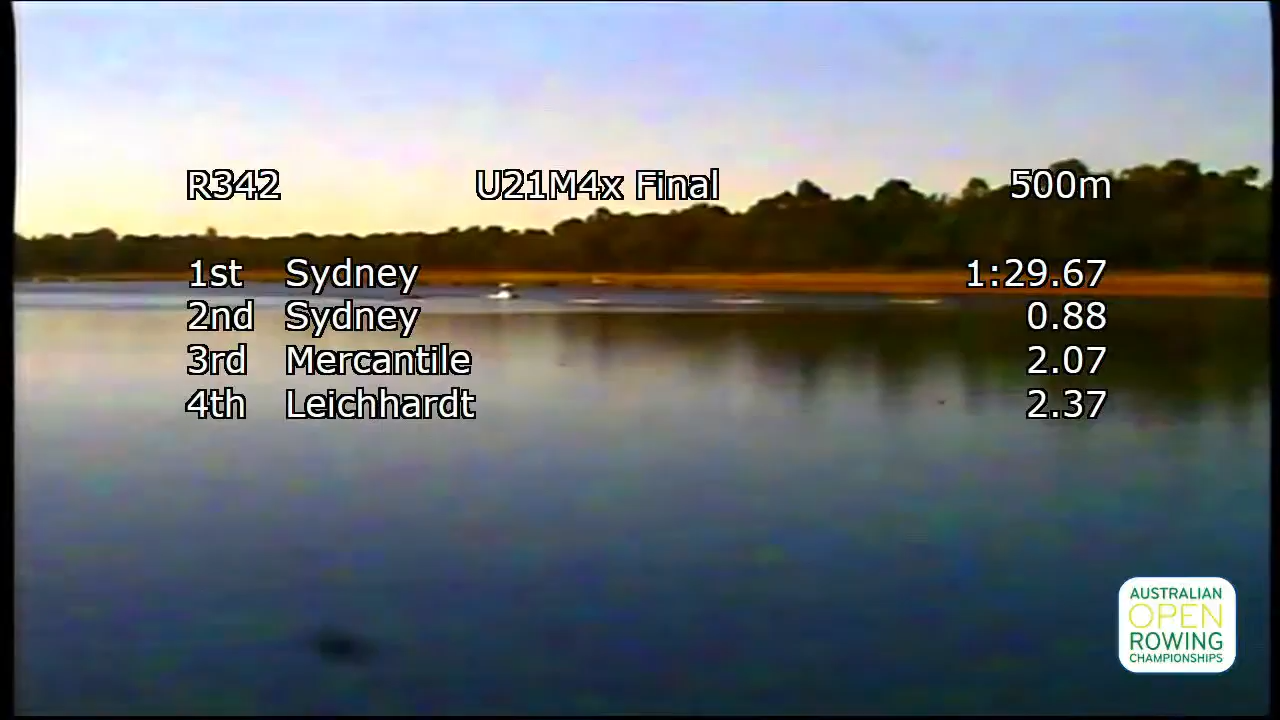 R342 U21M4x Final 500m
1st Sydney 1:29.67
2nd Sydney 0.88
3rd Mercantile 2.07
4th Leichhardt 2.37
AUSTRALIAN
OPEN
ROWING
CHAMPIONSHIPS